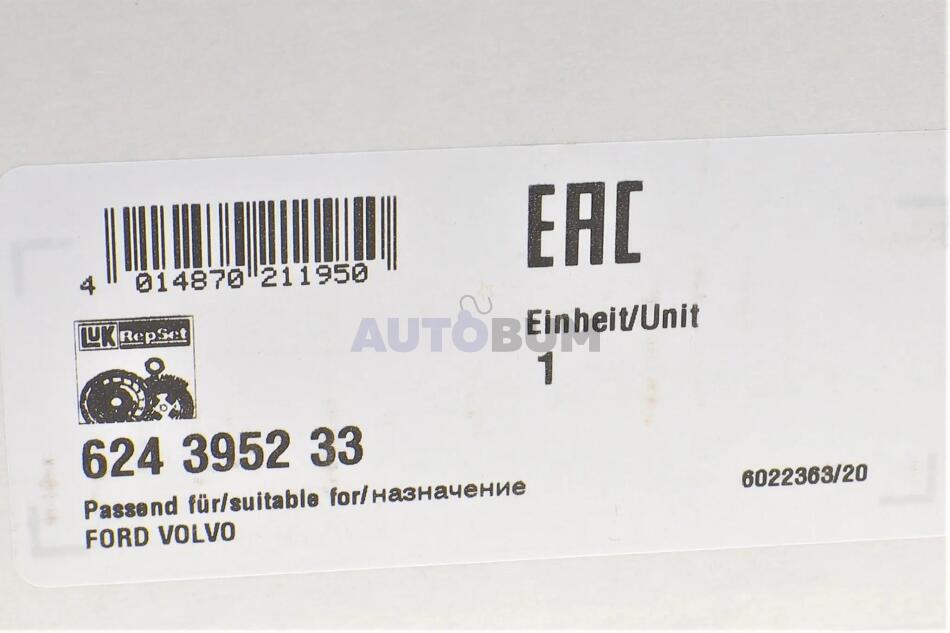 EAC
4 014870 211950
AUTOBUM
Einheit/Unit
1
LUK RepSet
624 3952 33
Passend für/suitable for/назначение
FORD VOLVO
6022363/20